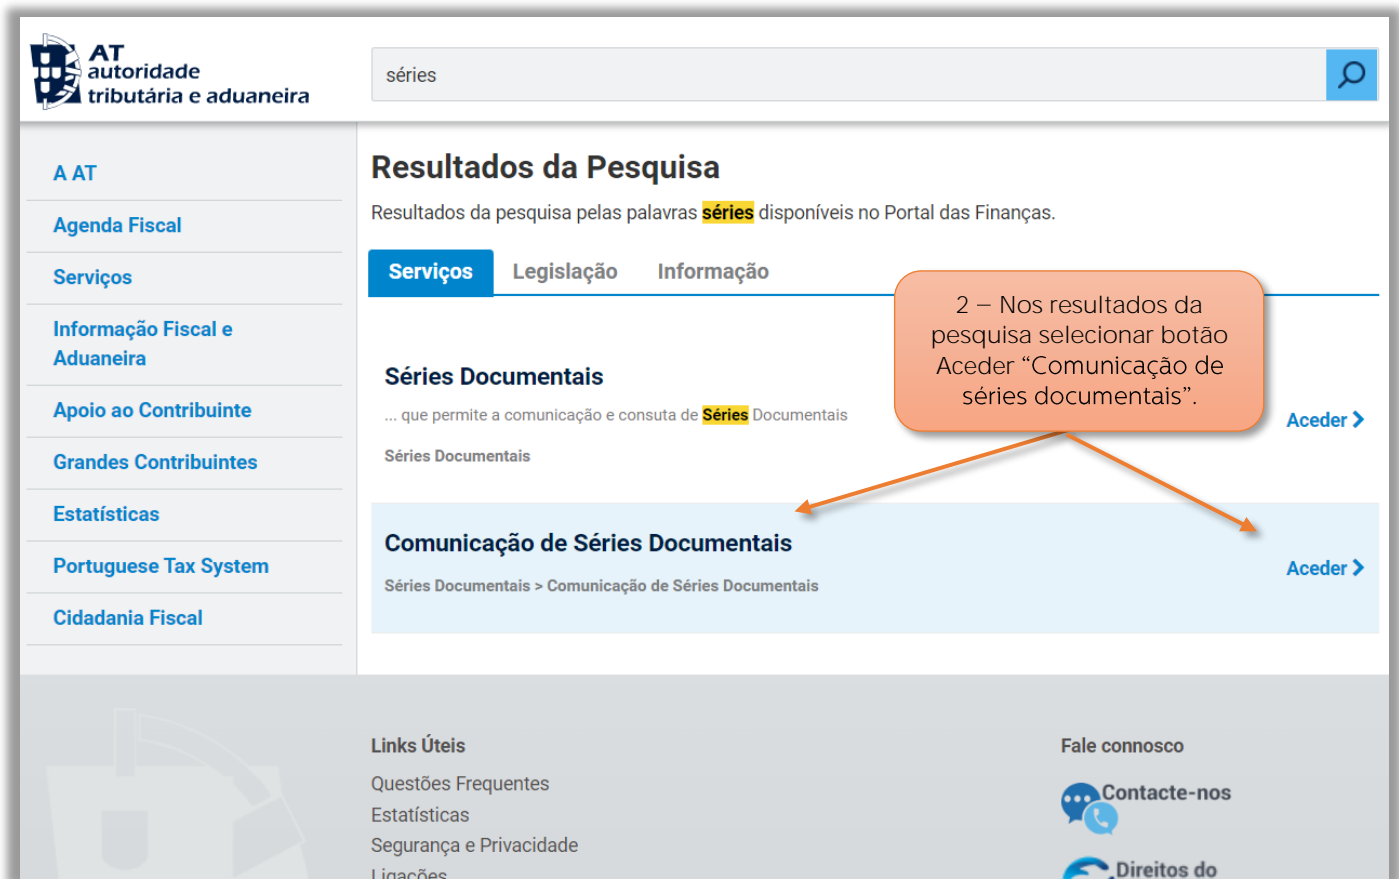 AT
autoridade
tributária e aduaneira
séries
A AT
Agenda Fiscal
Serviços
Informação Fiscal e
Aduaneira
Apoio ao Contribuinte
Grandes Contribuintes
Estatísticas
Portuguese Tax System
Cidadania Fiscal
Resultados da Pesquisa
Resultados da pesquisa pelas palavras séries disponíveis no Portal das Finanças.
Serviços Legislação Informação
2 – Nos resultados da
pesquisa selecionar botão
Aceder “Comunicação de
séries documentais”.
Séries Documentais
... que permite a comunicação e consuta de Séries Documentais
Séries Documentais
Aceder
Comunicação de Séries Documentais
Séries Documentais > Comunicação de Séries Documentais
Aceder
Links Úteis
Questões Frequentes
Estatísticas
Segurança e Privacidade
Ligações
Fale connosco
Contacte-nos
Direitos do